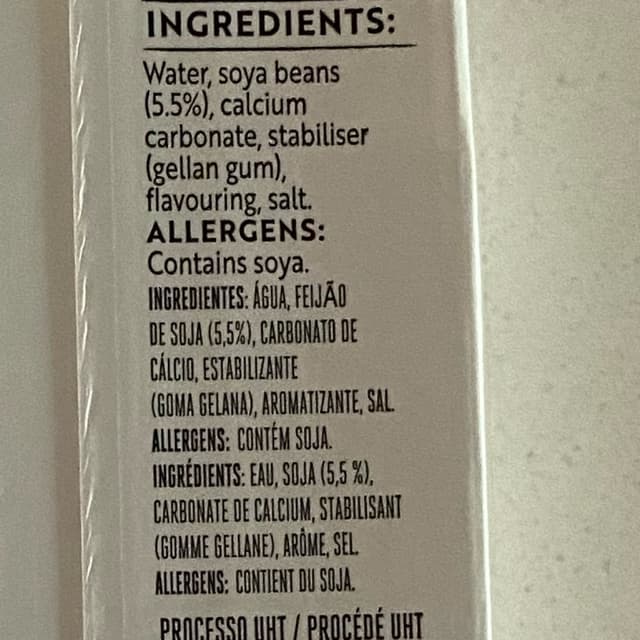 INGREDIENTS:
Water, soya beans
(5.5%), calcium
carbonate, stabiliser
(gellan gum),
flavouring, salt.
ALLERGENS:
Contains soya.
INGREDIENTES: ÁGUA, FEIJÃO
DE SOJA (5,5%), CARBONATO DE
CÁLCIO, ESTABILIZANTE
(GOMA GELANA), AROMATIZANTE, SAL.
ALLERGENS: CONTÉM SOJA.
INGRÉDIENTS: EAU, SOJA (5,5 %),
CARBONATE DE CALCIUM, STABILISANT
(GOMME GELLANE), ARÔME, SEL.
ALLERGENS: CONTIENT DU SOJA.
PROCESSO UHT / PROCÉDÉ UHT